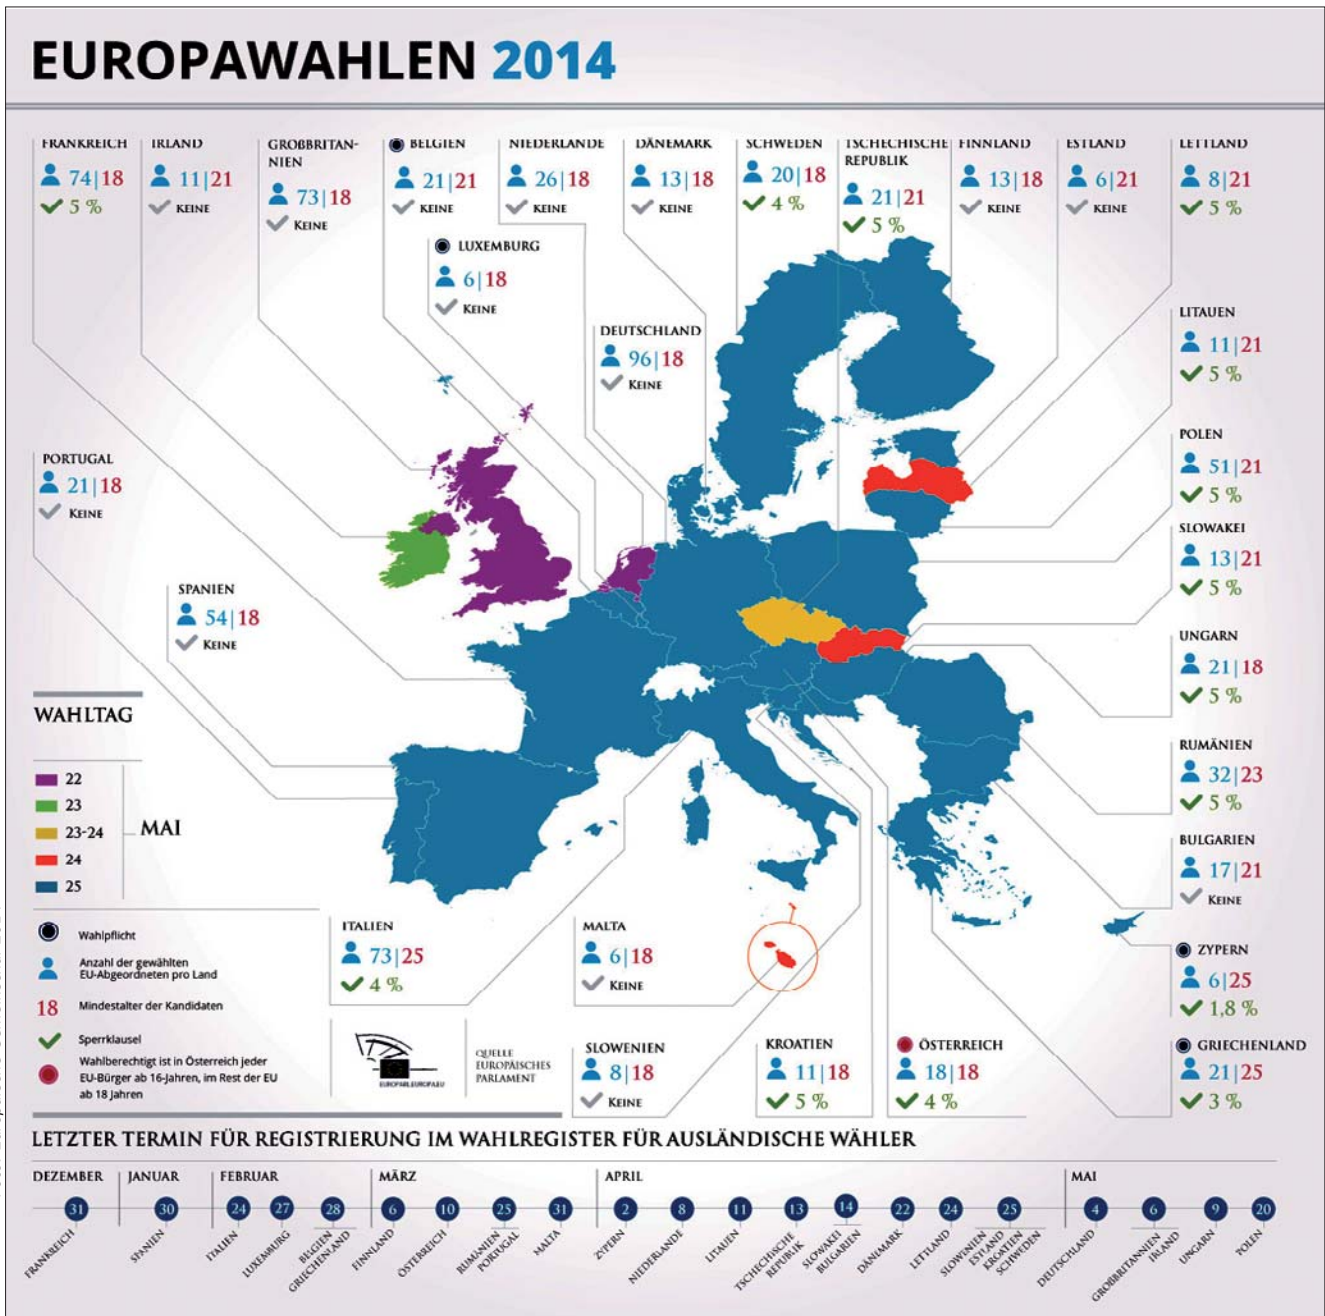 EUROPAWAHLEN 2014
FRANKREICH
74|18
5 %
IRLAND
11|21
KEINE
GROßBRITAN-
NIEN
73|18
KEINE
BELGIEN
21|21
KEINE
NIEDERLANDE
26|18
KEINE
DÄNEMARK
13|18
KEINE
SCHWEDEN
20|18
4 %
TSCHECHISCHE
REPUBLIK
21|21
5 %
FINNLAND
13|18
KEINE
ESTLAND
6|21
KEINE
LETTLAND
8|21
5 %
LUXEMBURG
6|18
KEINE
DEUTSCHLAND
96|18
KEINE
LITAUEN
11|21
5 %
POLEN
51|21
5 %
PORTUGAL
21|18
KEINE
SLOWAKEI
13|21
5 %
SPANIEN
54|18
KEINE
UNGARN
21|18
5 %
RUMÄNIEN
32|23
5 %
BULGARIEN
17|21
KEINE
ZYPERN
6|25
1,8 %
GRIECHENLAND
21|25
3 %
WAHLTAG
22
23
23-24
24
25
MAI
Wahlpflicht
Anzahl der gewählten
EU-Abgeordneten pro Land
18 Mindestalter der Kandidaten
Sperrklausel
Wahlberechtigt ist in Österreich jeder
EU-Bürger ab 16-Jahren, im Rest der EU
ab 18 Jahren
ITALIEN
73|25
4 %
MALTA
6|18
KEINE
EUROPARL.EUROPA.EU
QUELLE
EUROPÄISCHES
PARLAMENT
SLOWENIEN
8|18
KEINE
KROATIEN
11|18
5 %
ÖSTERREICH
18|18
4 %
LETZTER TERMIN FÜR REGISTRIERUNG IM WAHLREGISTER FÜR AUSLÄNDISCHE WÄHLER
DEZEMBER
31
FRANKREICH
JANUAR
30
SPANIEN
FEBRUAR
24
ITALIEN
27
LUXEMBURG
28
BELGIEN
GRIECHENLAND
MÄRZ
6
FINNLAND
10
ÖSTERREICH
25
RUMÄNIEN
PORTUGAL
31
MALTA
APRIL
2
ZYPERN
8
NIEDERLANDE
11
LITAUEN
13
TSCHECHISCHE
REPUBLIK
14
SLOWAKEI
BULGARIEN
22
DÄNEMARK
24
LETTLAND
25
SLOWENIEN
ESTLAND
KROATIEN
SCHWEDEN
MAI
4
DEUTSCHLAND
6
GROßBRITANNIEN
IRLAND
9
UNGARN
20
POLEN